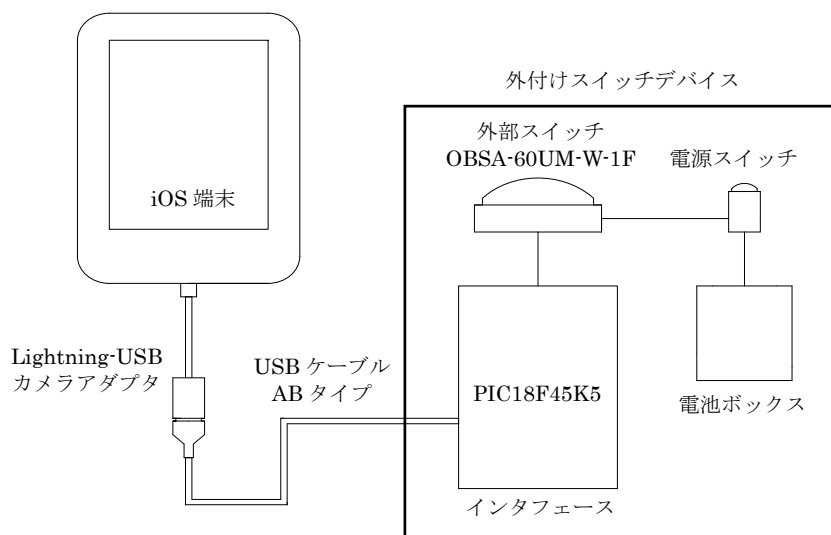 外付けスイッチデバイス
外部スイッチ
OBSA-60UM-W-1F
電源スイッチ
iOS 端末
Lightning-USB
カメラアダプタ
USB ケーブル
AB タイプ
PIC18F45K5
電池ボックス
インタフェース